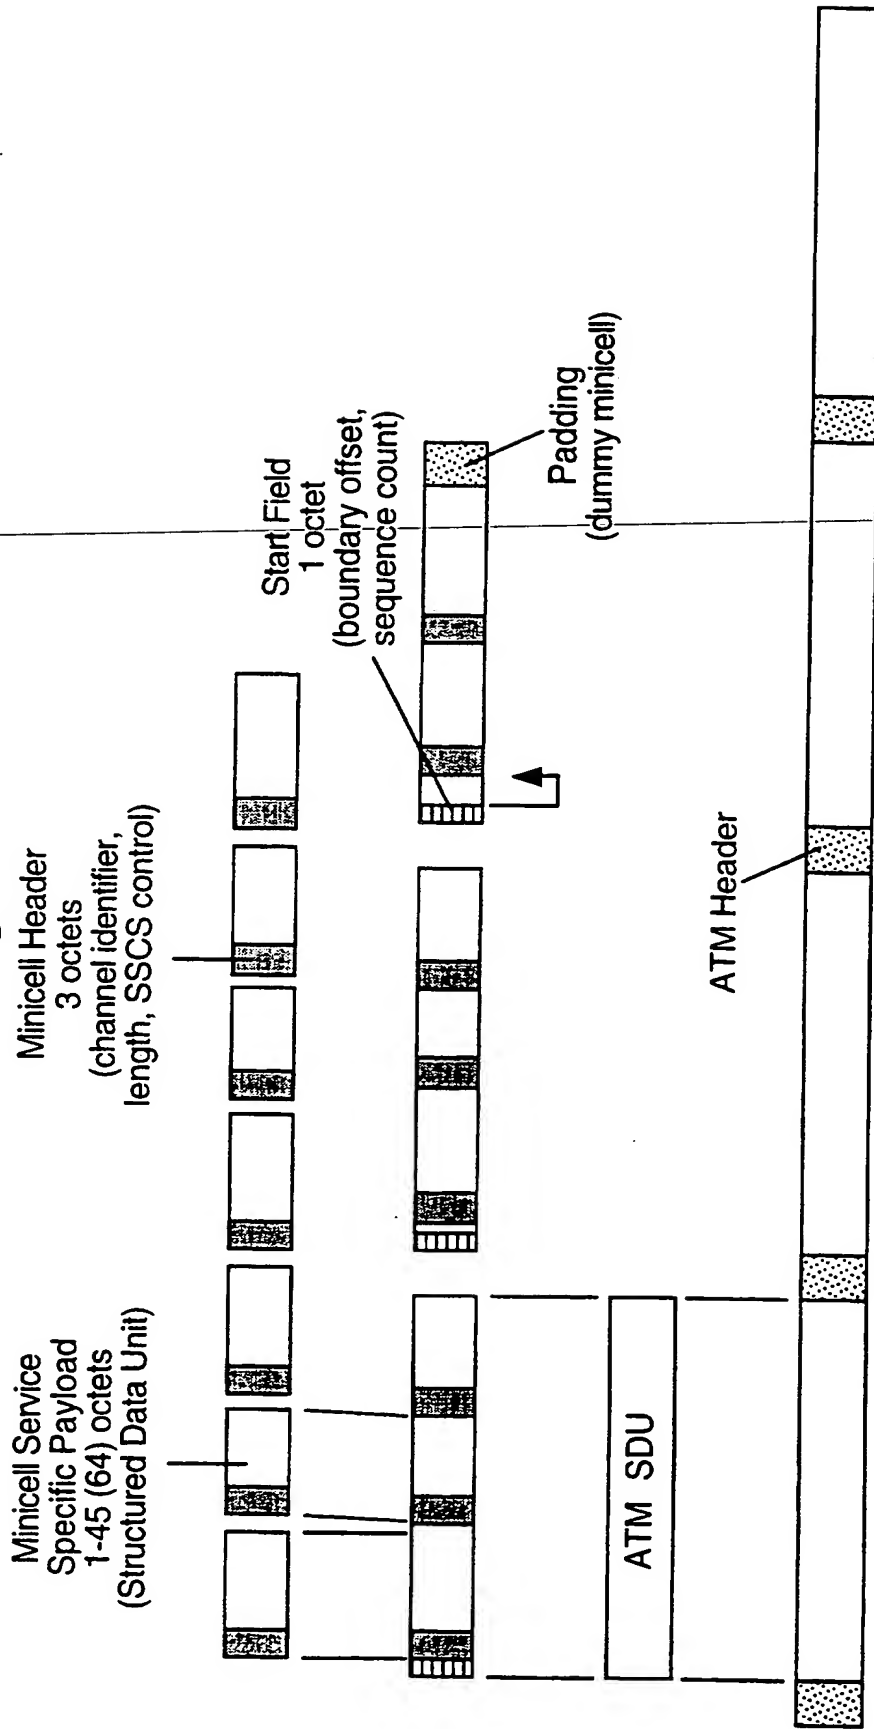 Minicell Service
Specific Payload
1-45 (64) octets
(Structured Data Unit)
Minicell Header
3 octets
(channel identifier,
length, SSCS control)
Start Field
1 octet
(boundary offset,
sequence count)
Padding
(dummy minicell)
ATM SDU
ATM Header